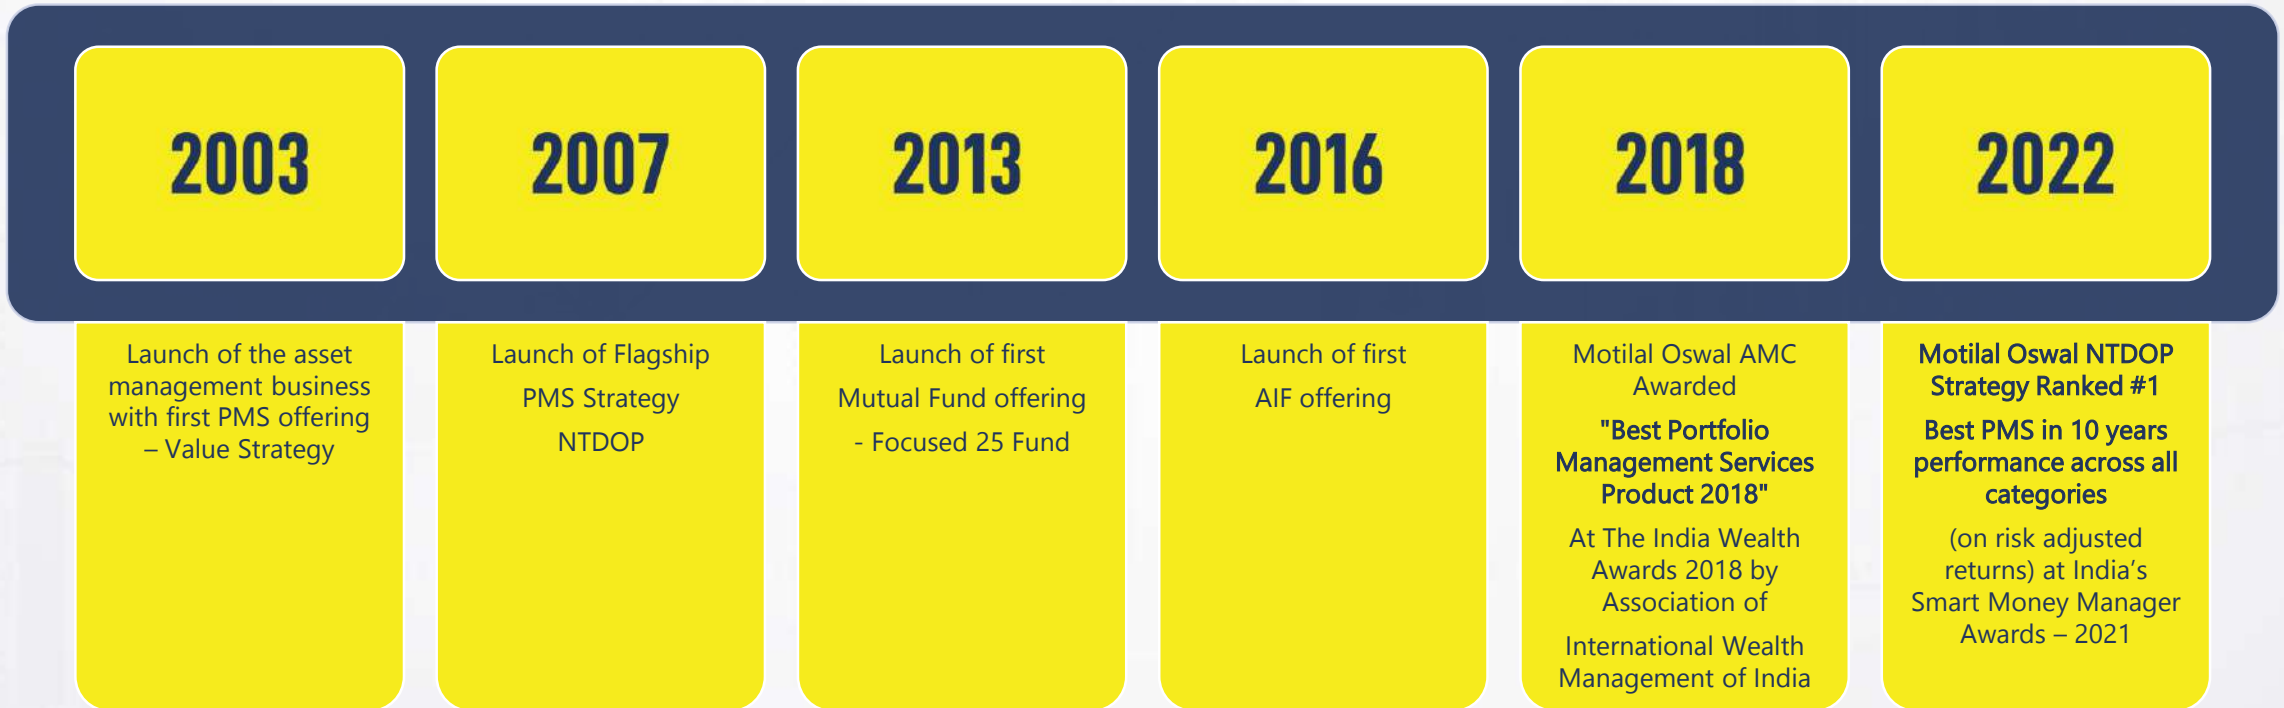 2003
2007
2013
2016
2018
2022
Launch of the asset
management business
with first PMS offering
– Value Strategy
Launch of Flagship
PMS Strategy
NTDOP
Launch of first
Mutual Fund offering
- Focused 25 Fund
Launch of first
AIF offering
Motilal Oswal AMC
Awarded
"Best Portfolio
Management Services
Product 2018"
At The India Wealth
Awards 2018 by
Association of
International Wealth
Management of India
Motilal Oswal NTDOP
Strategy Ranked #1
Best PMS in 10 years
performance across all
categories
(on risk adjusted
returns) at India’s
Smart Money Manager
Awards – 2021